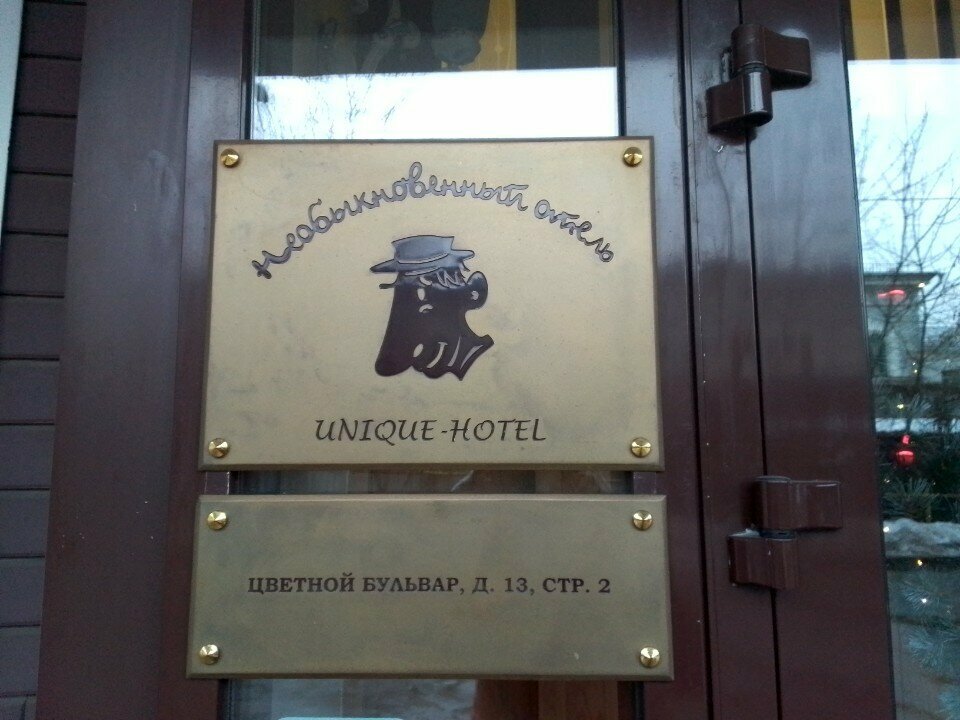 Необыкновенный отель
UNIQUE-HOTEL
ЦВЕТНОЙ БУЛЬВАР, Д. 13, СТР. 2